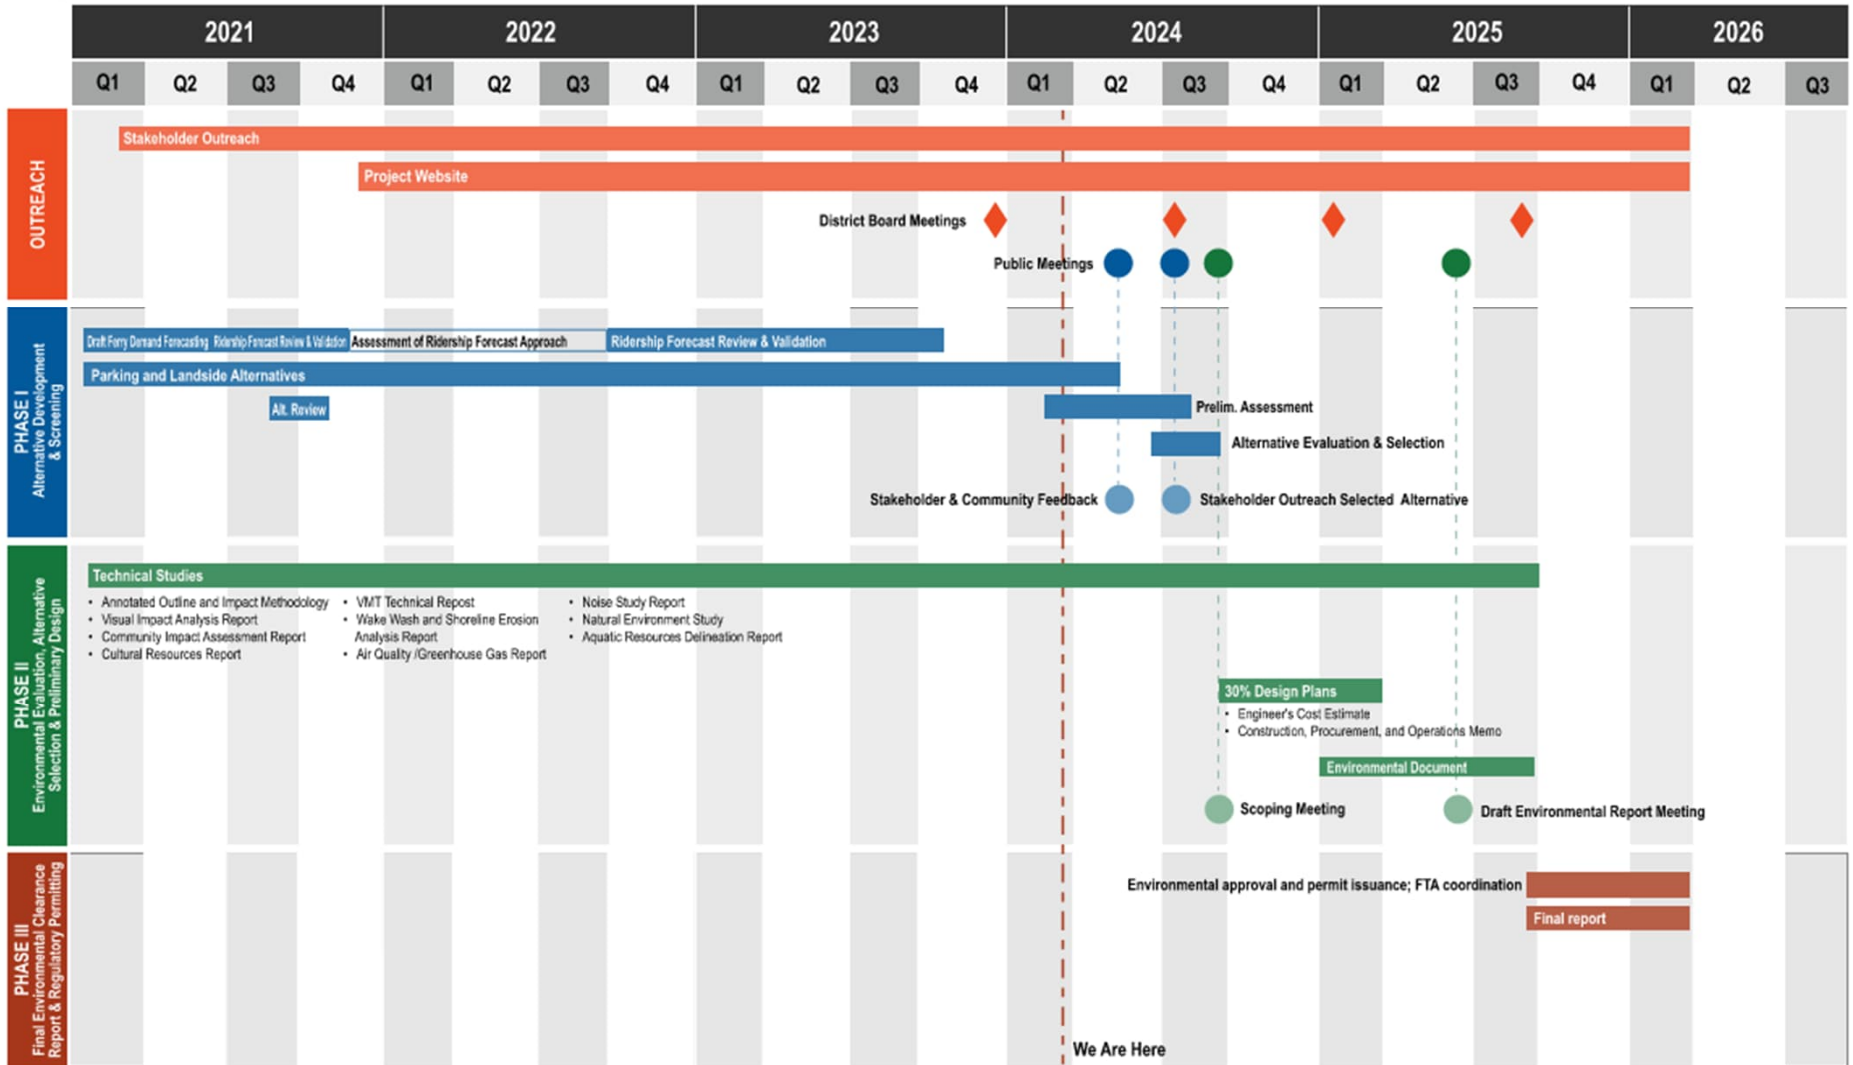 2021 2022 2023 2024 2025 2026
Q1 Q2 Q3 Q4 Q1 Q2 Q3 Q4 Q1 Q2 Q3 Q4 Q1 Q2 Q3 Q4 Q1 Q2 Q3 Q4 Q1 Q2 Q3
OUTREACH
Stakeholder Outreach
Project Website
District Board Meetings
Public Meetings
PHASE I
Alternative Development
& Screening
Draft Ferry Demand Forecasting Ridership Forecast Review & Validation Assessment of Ridership Forecast Approach Ridership Forecast Review & Validation
Parking and Landside Alternatives
Alt. Review
Prelim. Assessment
Alternative Evaluation & Selection
Stakeholder & Community Feedback
Stakeholder Outreach Selected Alternative
PHASE II
Environmental Evaluation, Alternative
Selection & Preliminary Design
Technical Studies
• Annotated Outline and Impact Methodology
• Visual Impact Analysis Report
• Community Impact Assessment Report
• Cultural Resources Report
• VMT Technical Repost
• Wake Wash and Shoreline Erosion
Analysis Report
• Air Quality /Greenhouse Gas Report
• Noise Study Report
• Natural Environment Study
• Aquatic Resources Delineation Report
30% Design Plans
• Engineer's Cost Estimate
• Construction, Procurement, and Operations Memo
Environmental Document
Scoping Meeting
Draft Environmental Report Meeting
PHASE III
Final Environmental Clearance
Report & Regulatory Permitting
Environmental approval and permit issuance; FTA coordination
Final report
We Are Here